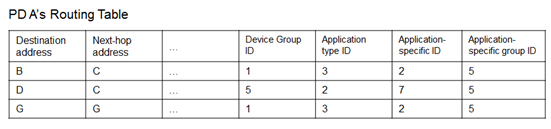 PD A's Routing Table
Destination address | Next-hop address | … | Device Group ID | Application type ID | Application-specific ID | Application-specific group ID
B | C | … | 1 | 3 | 2 | 5
D | C | … | 5 | 2 | 7 | 5
G | G | … | 1 | 3 | 2 | 5